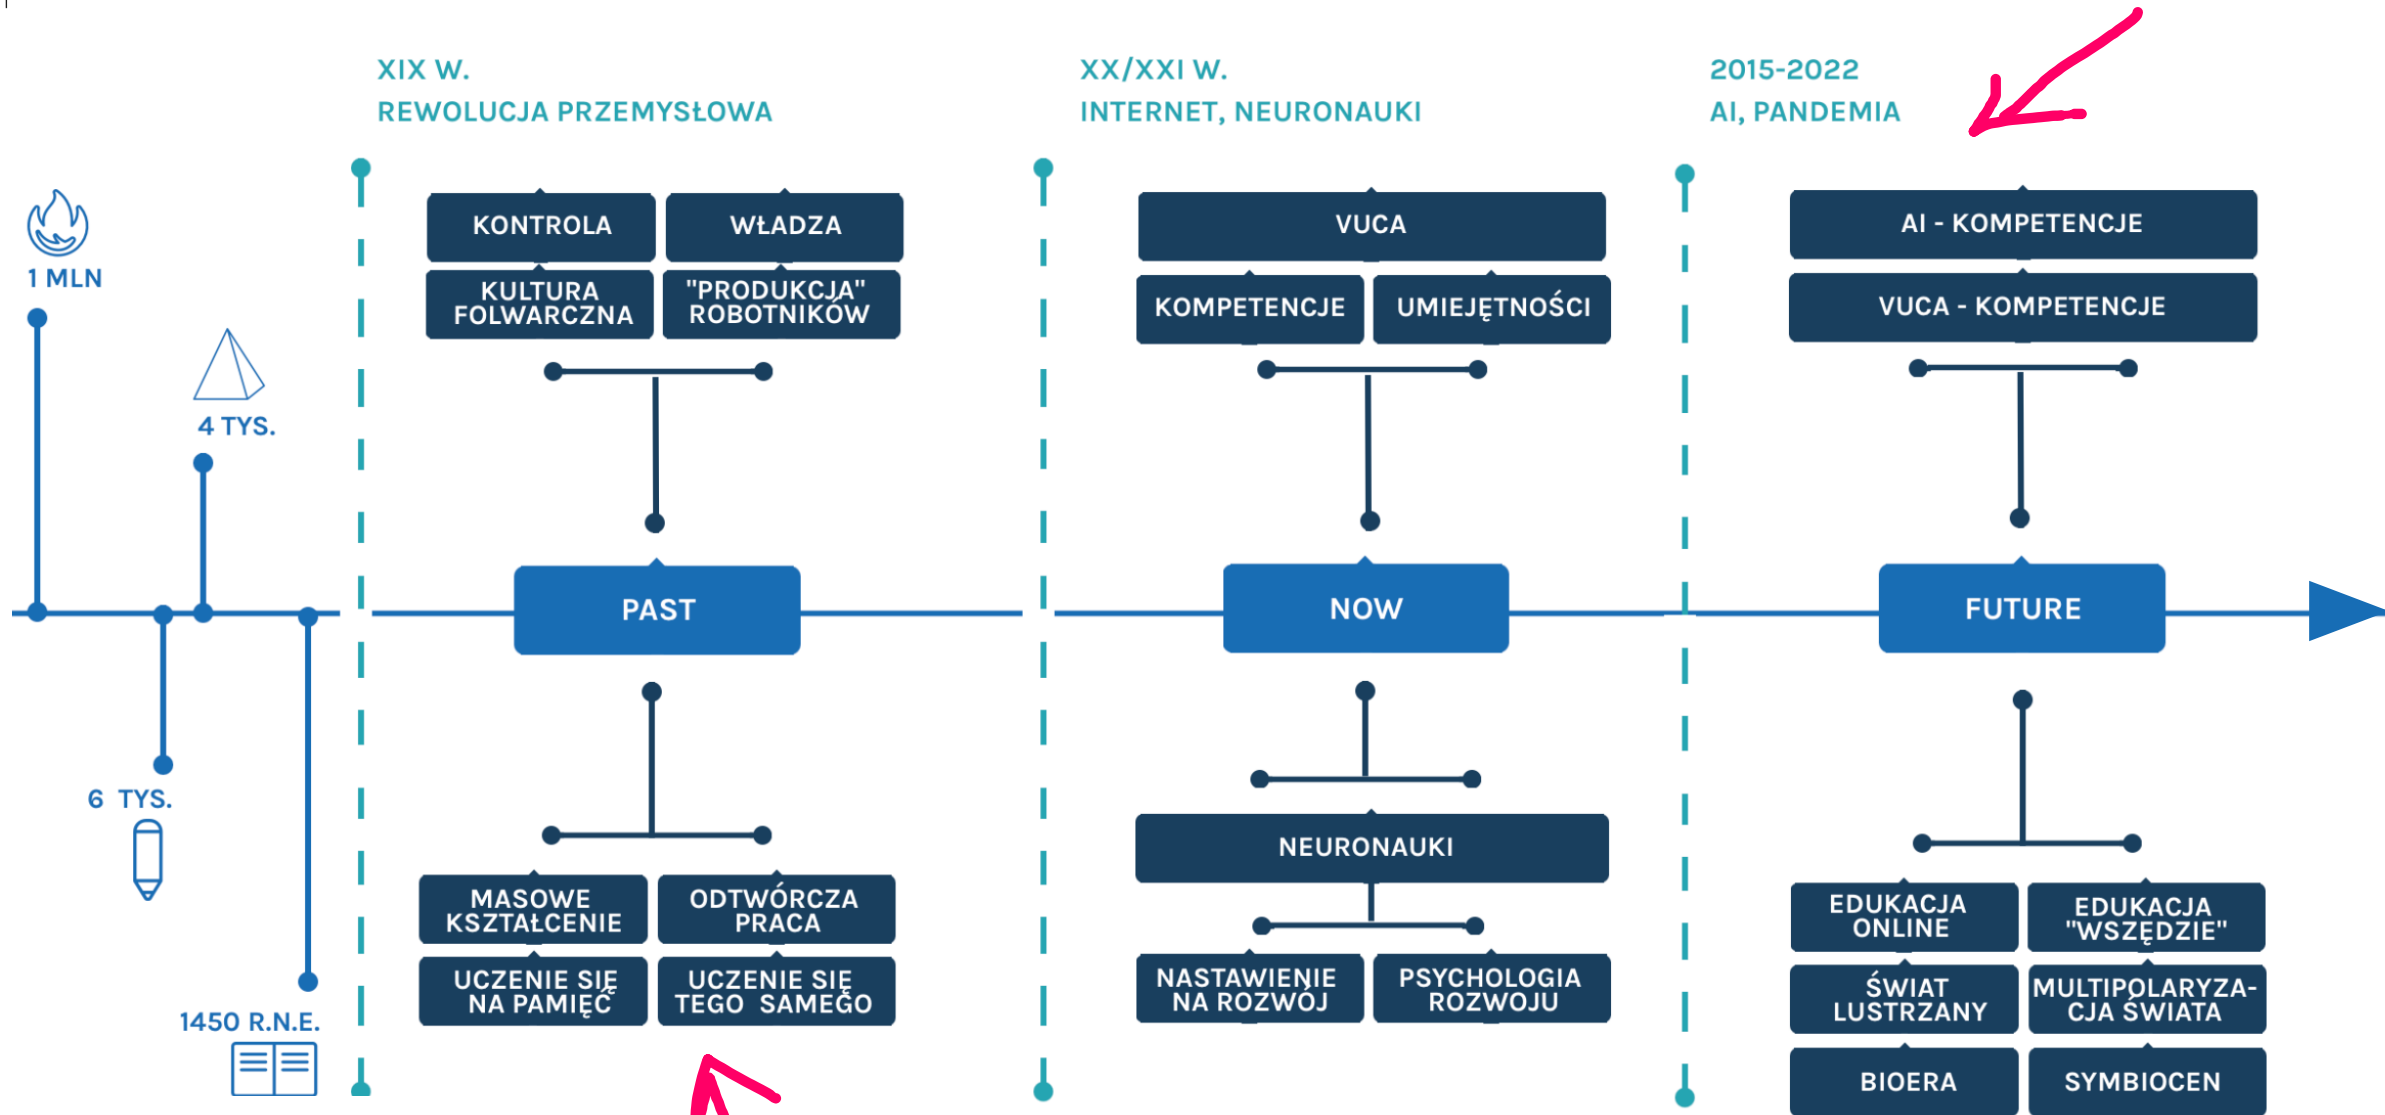 XIX W.
REWOLUCJA PRZEMYSŁOWA
XX/XXI W.
INTERNET, NEURONAUKI
2015-2022
AI, PANDEMIA
1 MLN
4 TYS.
6 TYS.
1450 R.N.E.
KONTROLA
WŁADZA
KULTURA
FOLWARCZNA
"PRODUKCJA"
ROBOTNIKÓW
PAST
MASOWE
KSZTAŁCENIE
ODTWÓRCZA
PRACA
UCZENIE SIĘ
NA PAMIĘĆ
UCZENIE SIĘ
TEGO SAMEGO
VUCA
KOMPETENCJE
UMIEJĘTNOŚCI
NOW
NEURONAUKI
NASTAWIENIE
NA ROZWÓJ
PSYCHOLOGIA
ROZWOJU
AI - KOMPETENCJE
VUCA - KOMPETENCJE
FUTURE
EDUKACJA
ONLINE
EDUKACJA
"WSZĘDZIE"
ŚWIAT
LUSTRZANY
MULTIPOLARYZA-
CJA ŚWIATA
BIOERA
SYMBIOCEN